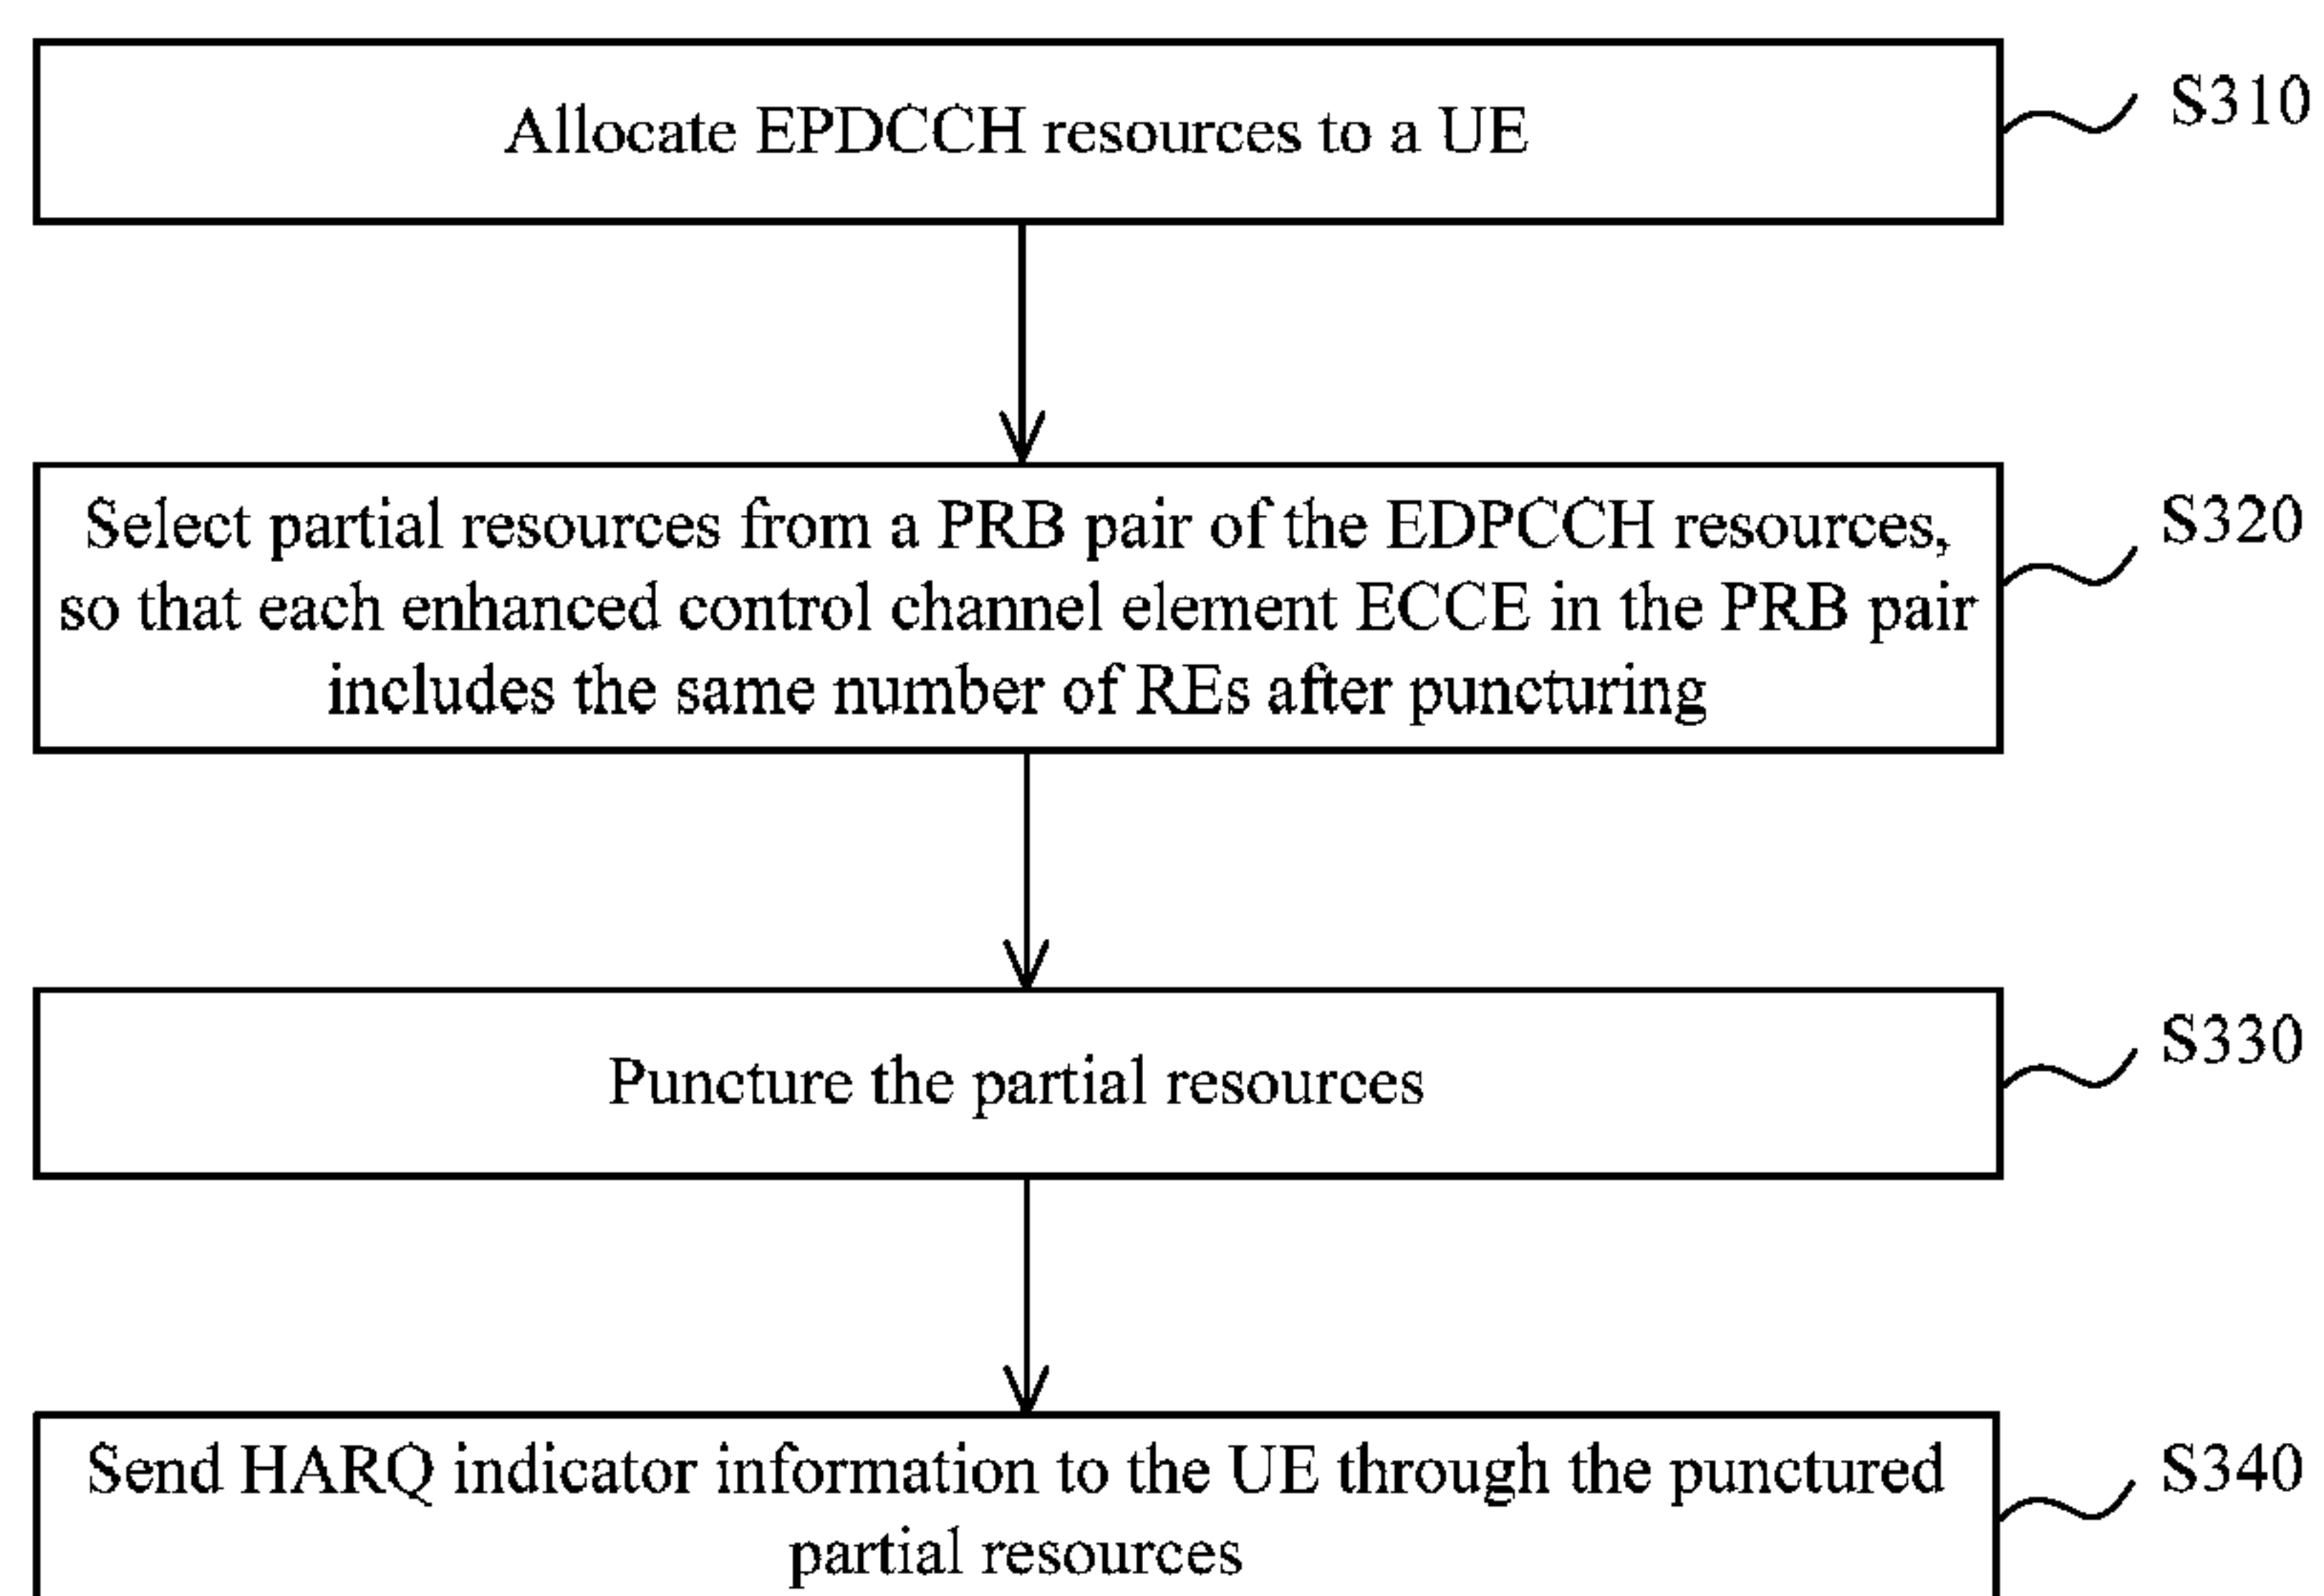 Allocate EPDCCH resources to a UE
S310
Select partial resources from a PRB pair of the EDPCCH resources,
so that each enhanced control channel element ECCE in the PRB pair
includes the same number of REs after puncturing
S320
Puncture the partial resources
S330
Send HARQ indicator information to the UE through the punctured
partial resources
S340